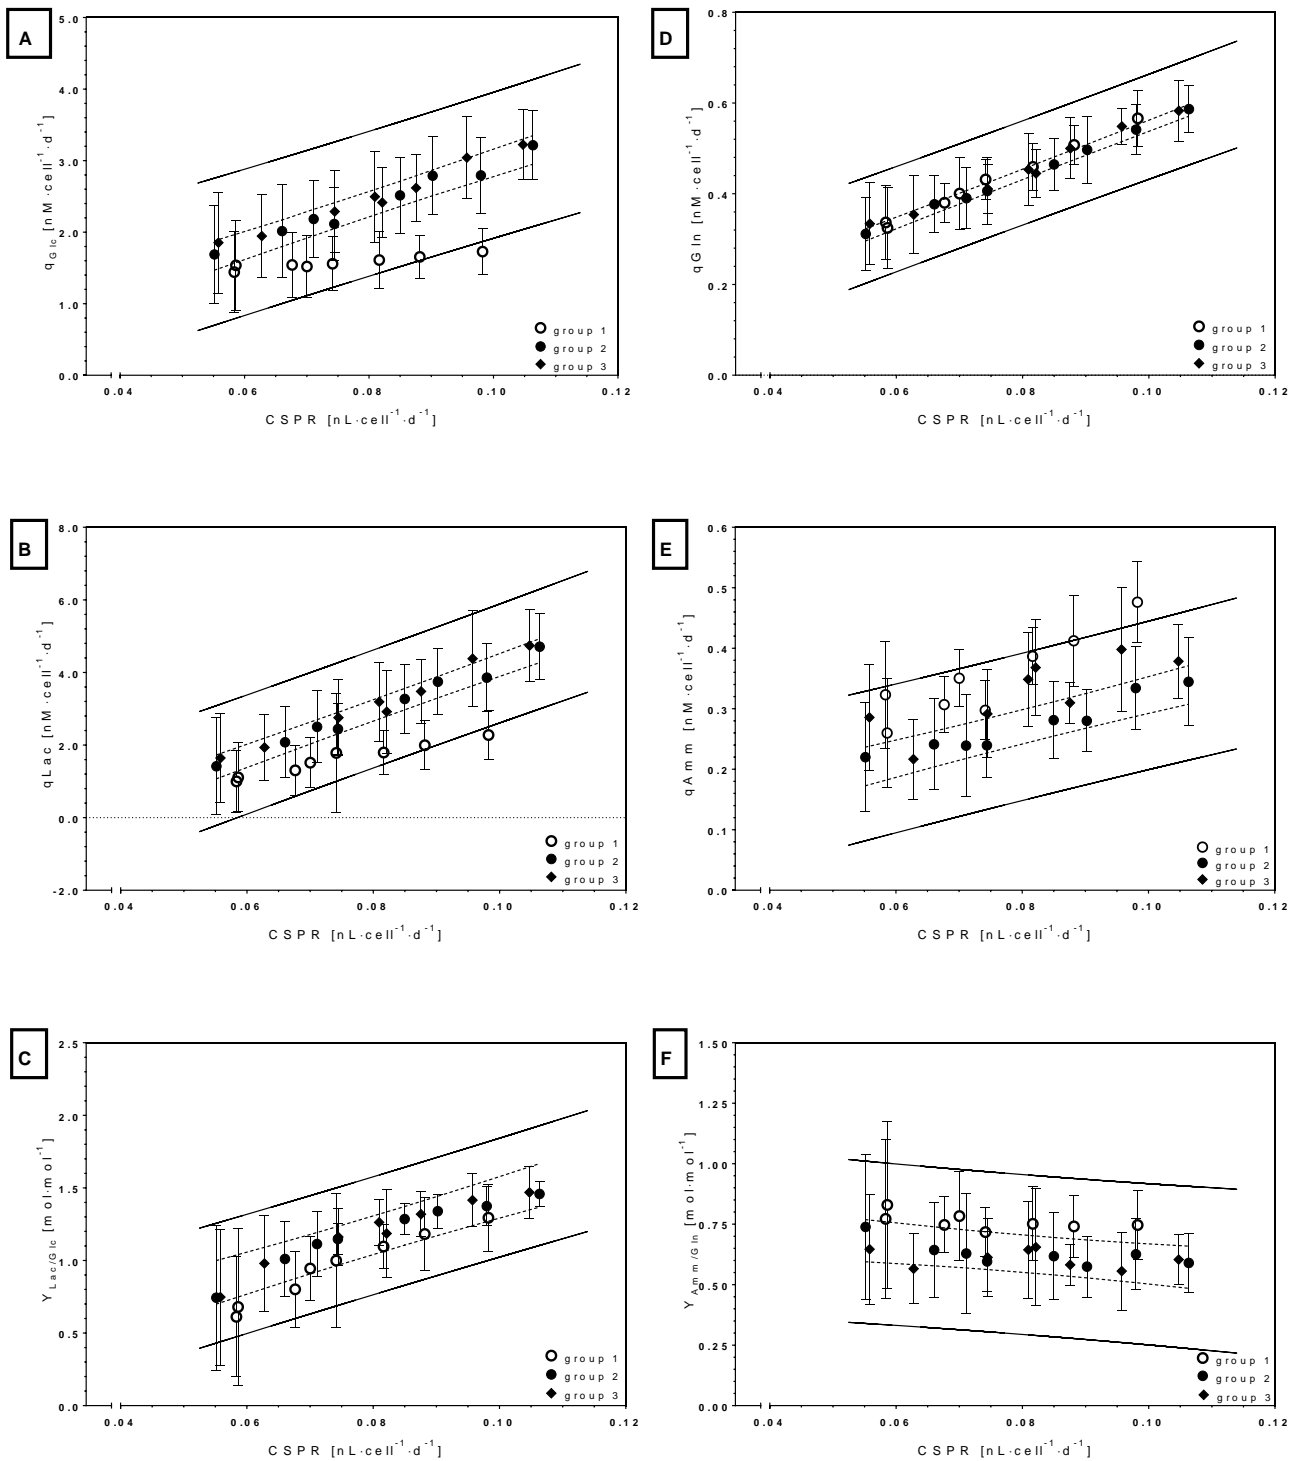 A
5.0
4.0
3.0
2.0
1.0
0.0
qGlc [nM·cell⁻¹·d⁻¹]
0.04 0.06 0.08 0.10 0.12
CSPR [nL·cell⁻¹·d⁻¹]
group 1
group 2
group 3
D
0.8
0.6
0.4
0.2
0.0
qGln [nM·cell⁻¹·d⁻¹]
0.04 0.06 0.08 0.10 0.12
CSPR [nL·cell⁻¹·d⁻¹]
group 1
group 2
group 3
B
8.0
6.0
4.0
2.0
0.0
-2.0
qLac [nM·cell⁻¹·d⁻¹]
0.04 0.06 0.08 0.10 0.12
CSPR [nL·cell⁻¹·d⁻¹]
group 1
group 2
group 3
E
0.6
0.5
0.4
0.3
0.2
0.1
0.0
qAmm [nM·cell⁻¹·d⁻¹]
0.04 0.06 0.08 0.10 0.12
CSPR [nL·cell⁻¹·d⁻¹]
group 1
group 2
group 3
C
2.5
2.0
1.5
1.0
0.5
0.0
Y Lac/Glc [mol·mol⁻¹]
0.04 0.06 0.08 0.10 0.12
CSPR [nL·cell⁻¹·d⁻¹]
group 1
group 2
group 3
F
1.50
1.25
1.00
0.75
0.50
0.25
0.00
Y Amm/Gln [mol·mol⁻¹]
0.04 0.06 0.08 0.10 0.12
CSPR [nL·cell⁻¹·d⁻¹]
group 1
group 2
group 3